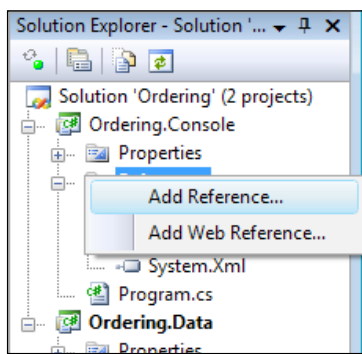 Solution Explorer - Solution '...
Solution 'Ordering' (2 projects)
Ordering.Console
Properties
Add Reference...
Add Web Reference...
System.Xml
Program.cs
Ordering.Data
Properties